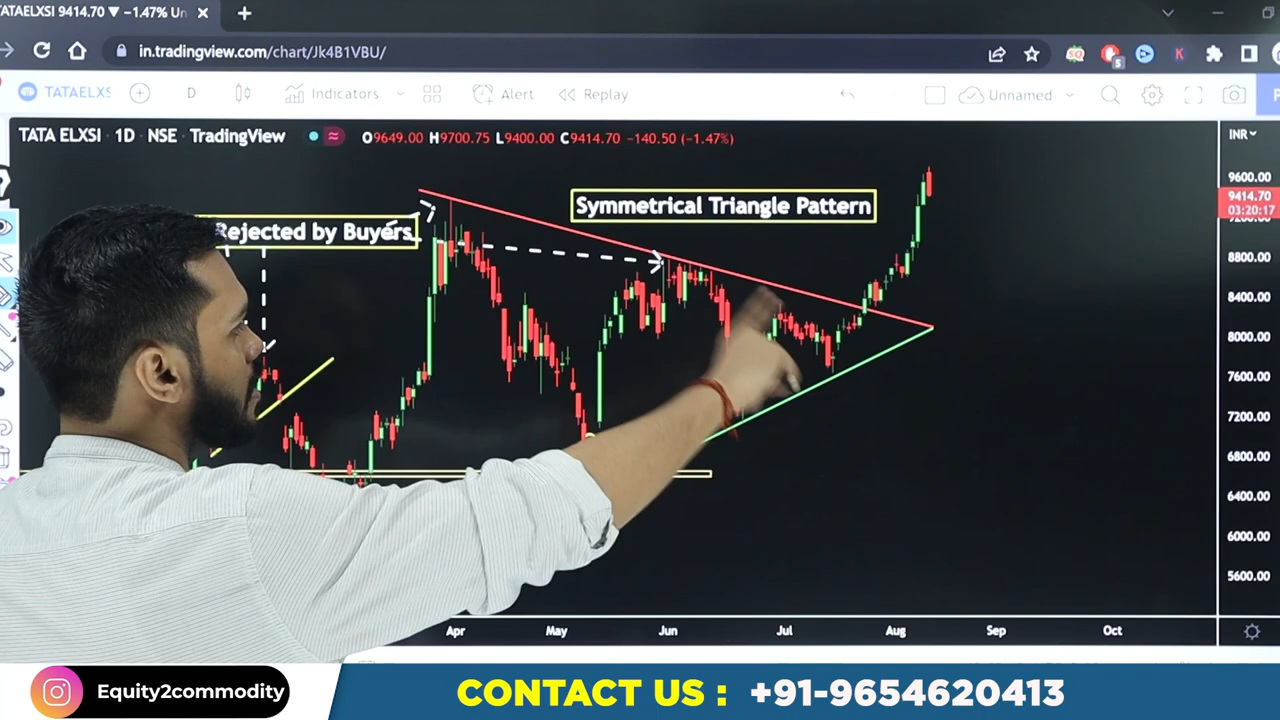 TATAELXSI 9414.70 ▼ −1.47% Un
in.tradingview.com/chart/Jk4B1VBU/
5
K
TATAELXS
D
Indicators
Alert
Replay
Unnamed
TATA ELXSI · 1D · NSE · TradingView
O9649.00 H9700.75 L9400.00 C9414.70 −140.50 (−1.47%)
INR
Symmetrical Triangle Pattern
Rejected by Buyers
9600.00
9414.70
03:20:17
9200.00
8800.00
8400.00
8000.00
7600.00
7200.00
6800.00
6400.00
6000.00
5600.00
Apr May Jun Jul Aug Sep Oct
Equity2commodity
CONTACT US : +91-9654620413